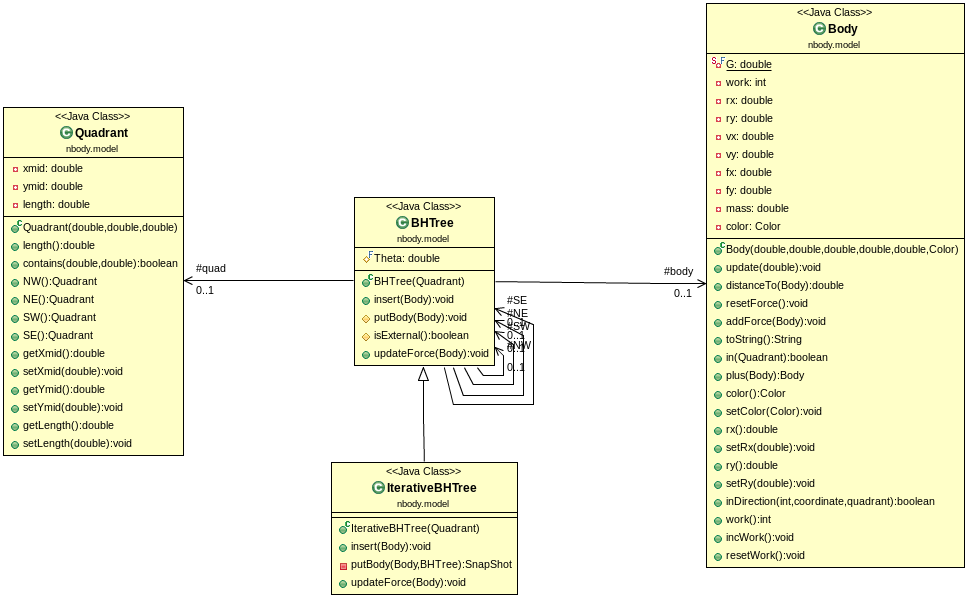 <<Java Class>>
Quadrant
nbody.model
xmid: double
ymid: double
length: double
Quadrant(double,double,double)
length():double
contains(double,double):boolean
NW():Quadrant
NE():Quadrant
SW():Quadrant
SE():Quadrant
getXmid():double
setXmid(double):void
getYmid():double
setYmid(double):void
getLength():double
setLength(double):void
#quad
0..1
<<Java Class>>
BHTree
nbody.model
Theta: double
BHTree(Quadrant)
insert(Body):void
putBody(Body):void
isExternal():boolean
updateForce(Body):void
#SE
#NE
0..1
#SW
0..1
#NW
0..1
0..1
#body
0..1
<<Java Class>>
IterativeBHTree
nbody.model
IterativeBHTree(Quadrant)
insert(Body):void
putBody(Body,BHTree):SnapShot
updateForce(Body):void
<<Java Class>>
Body
nbody.model
G: double
work: int
rx: double
ry: double
vx: double
vy: double
fx: double
fy: double
mass: double
color: Color
Body(double,double,double,double,double,Color)
update(double):void
distanceTo(Body):double
resetForce():void
addForce(Body):void
toString():String
in(Quadrant):boolean
plus(Body):Body
color():Color
setColor(Color):void
rx():double
setRx(double):void
ry():double
setRy(double):void
inDirection(int,coordinate,quadrant):boolean
work():int
incWork():void
resetWork():void